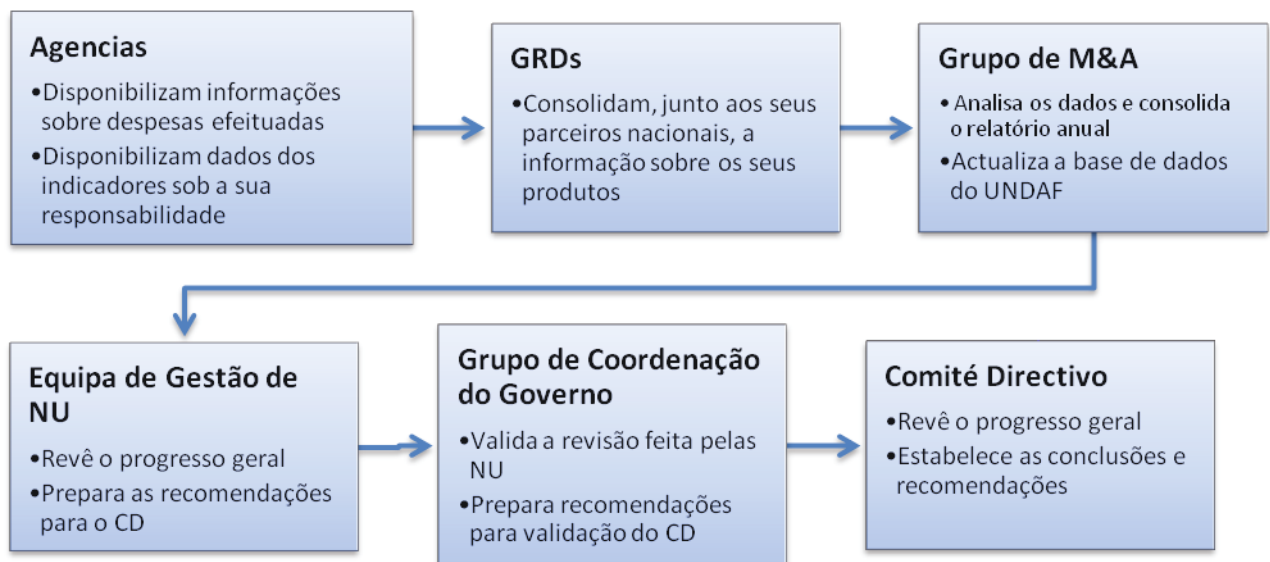 Agencias
•Disponibilizam informações
sobre despesas efeituadas
•Disponibilizam dados dos
indicadores sob a sua
responsabilidade
GRDs
•Consolidam, junto aos seus
parceiros nacionais, a
informação sobre os seus
produtos
Grupo de M&A
• Analisa os dados e consolida
o relatório anual
•Actualiza a base de dados
do UNDAF
Equipa de Gestão de
NU
•Revê o progresso geral
•Prepara as recomendações
para o CD
Grupo de Coordenação
do Governo
•Valida a revisão feita pelas
NU
•Prepara recomendações
para validação do CD
Comité Directivo
•Revê o progresso geral
•Estabelece as conclusões e
recomendações